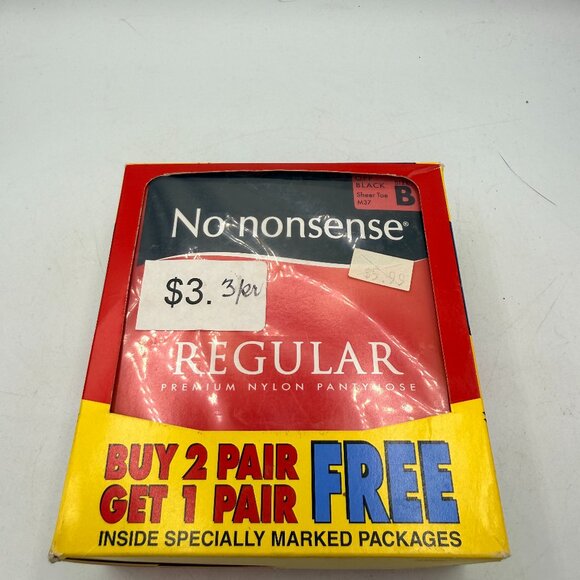 BLACK
Sheer Toe
M37
B
No nonsense®
$5.99
$3. 3/pr
REGULAR
PREMIUM NYLON PANTYHOSE
BUY 2 PAIR
GET 1 PAIR
FREE
INSIDE SPECIALLY MARKED PACKAGES